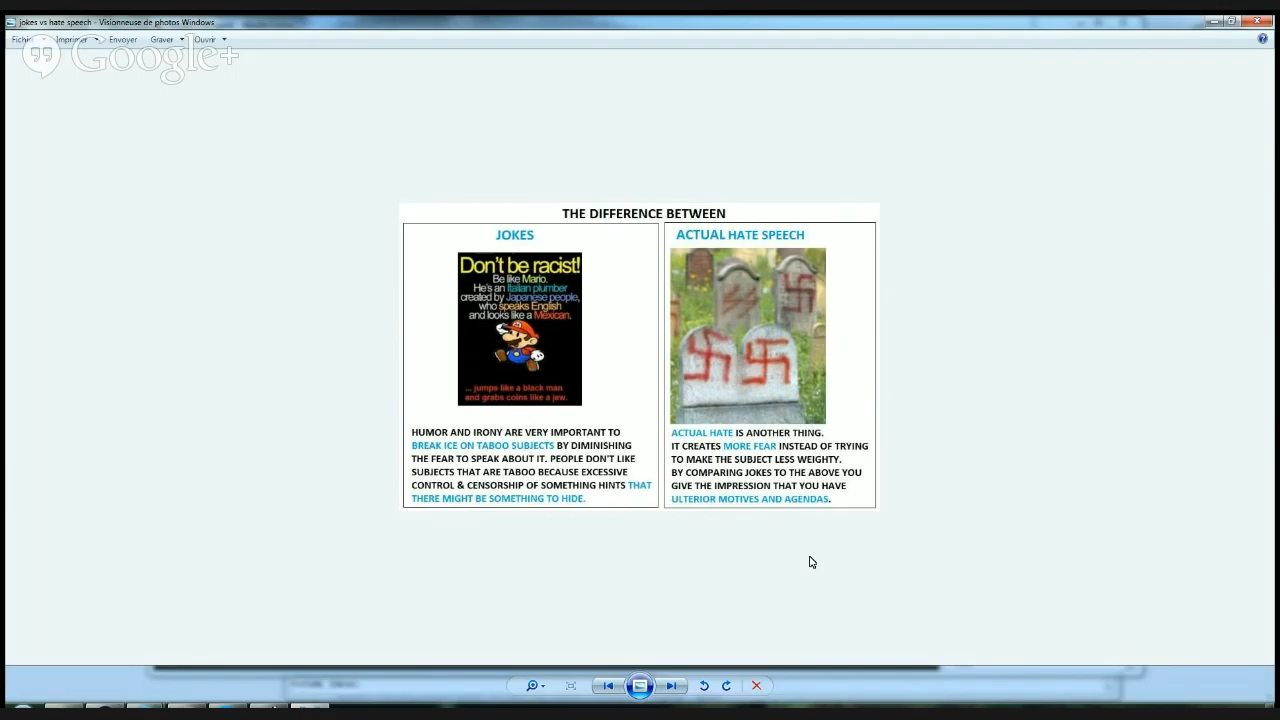 jokes vs hate speech - Visionneuse de photos Windows
Imprimer Envoyer Graver Ouvrir
Google+
THE DIFFERENCE BETWEEN
JOKES
Don't be racist!
Be like Mario.
He's an Italian plumber
created by Japanese people,
who speaks English
and looks like a Mexican.
... jumps like a black man
and grabs coins like a jew.
HUMOR AND IRONY ARE VERY IMPORTANT TO
BREAK ICE ON TABOO SUBJECTS BY DIMINISHING
THE FEAR TO SPEAK ABOUT IT. PEOPLE DON'T LIKE
SUBJECTS THAT ARE TABOO BECAUSE EXCESSIVE
CONTROL & CENSORSHIP OF SOMETHING HINTS THAT
THERE MIGHT BE SOMETHING TO HIDE.
ACTUAL HATE SPEECH
ACTUAL HATE IS ANOTHER THING.
IT CREATES MORE FEAR INSTEAD OF TRYING
TO MAKE THE SUBJECT LESS WEIGHTY.
BY COMPARING JOKES TO THE ABOVE YOU
GIVE THE IMPRESSION THAT YOU HAVE
ULTERIOR MOTIVES AND AGENDAS.